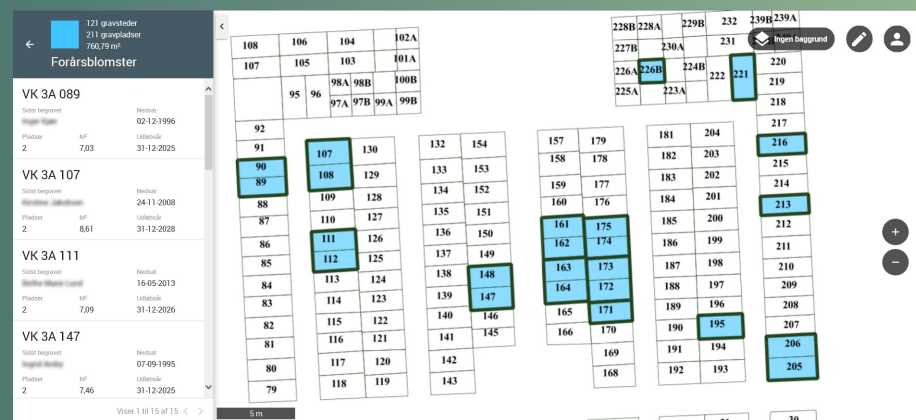 121 gravsteder
211 gravpladser
760,79 m²
Forårsblomster
VK 3A 089
Sidst begravet Nedsat
02-12-1996
Pladser M² Udløbsår
2 7,03 31-12-2025
VK 3A 107
Sidst begravet Nedsat
24-11-2008
Pladser M² Udløbsår
2 8,61 31-12-2028
VK 3A 111
Sidst begravet Nedsat
16-05-2013
Pladser M² Udløbsår
2 7,09 31-12-2026
VK 3A 147
Sidst begravet Nedsat
07-09-1995
Pladser M² Udløbsår
2 7,46 31-12-2025
Viser 1 til 15 af 15
108 106 104 102A
107 105 103 101A
98A 98B 100B
95 96 97A 97B 99A 99B
92
91
90
89
88
87
86
85
84
83
82
81
80
79
107 130
108 129
109 128
110 127
111 126
112 125
113 124
114 123
115 122
116 121
117 120
118 119
132 154
133 153
134 152
135 151
136 150
137 149
138 148
139 147
140 146
141 145
142
143
157 179
158 178
159 177
160 176
161 175
162 174
163 173
164 172
165 171
166 170
169
168
181 204
182 203
183 202
184 201
185 200
186 199
187 198
188 197
189 196
190 195
191 194
192 193
228B 228A 229B 232 239B 239A
227B 230A 231
226A 226B 224B 222 221
225A 223A
220
219
218
217
216
215
214
213
212
211
210
209
208
207
206
205
Ingen baggrund
5 m